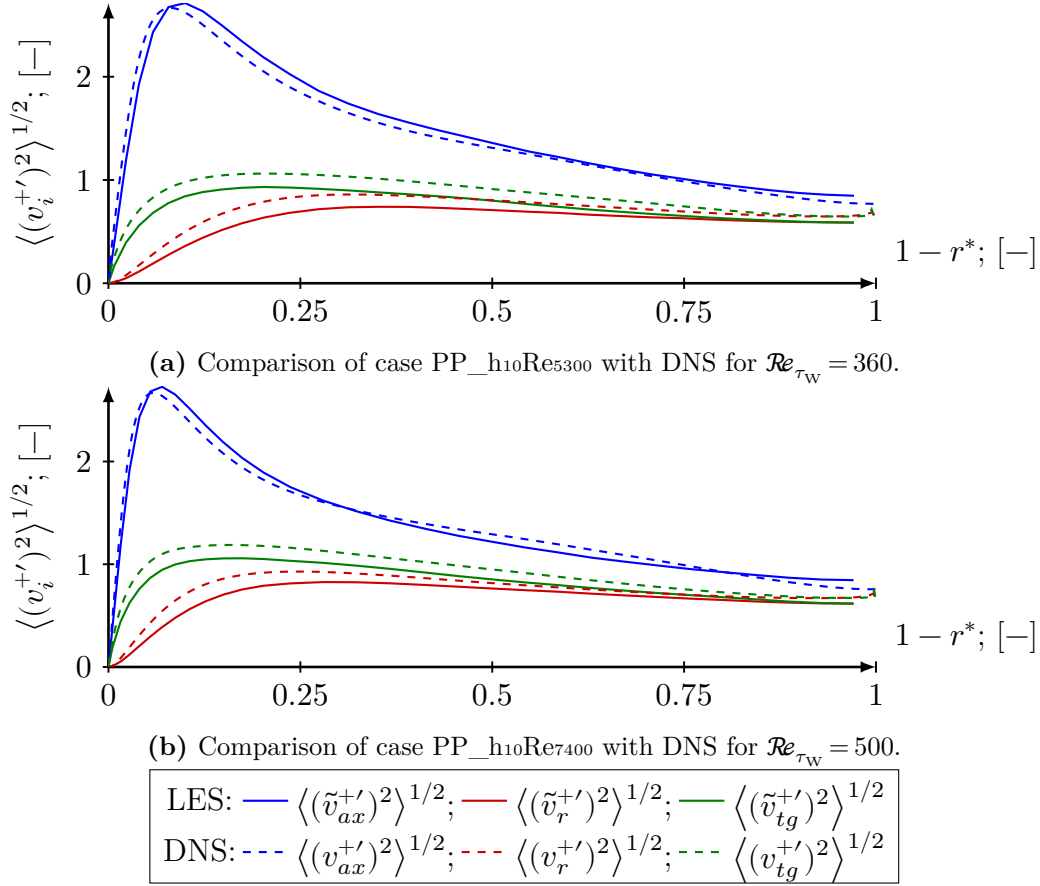 2
1
0
⟨(v_i^{+′})^2⟩^{1/2}; [−]
0 0.25 0.5 0.75 1
1 − r*; [−]
(a) Comparison of case PP_h10Re5300 with DNS for 𝓡e_{τ_W} = 360.
2
1
0
⟨(v_i^{+′})^2⟩^{1/2}; [−]
0 0.25 0.5 0.75 1
1 − r*; [−]
(b) Comparison of case PP_h10Re7400 with DNS for 𝓡e_{τ_W} = 500.
LES: ⟨(ṽ_{ax}^{+′})^2⟩^{1/2}; ⟨(ṽ_r^{+′})^2⟩^{1/2}; ⟨(ṽ_{tg}^{+′})^2⟩^{1/2}
DNS: ⟨(v_{ax}^{+′})^2⟩^{1/2}; ⟨(v_r^{+′})^2⟩^{1/2}; ⟨(v_{tg}^{+′})^2⟩^{1/2}